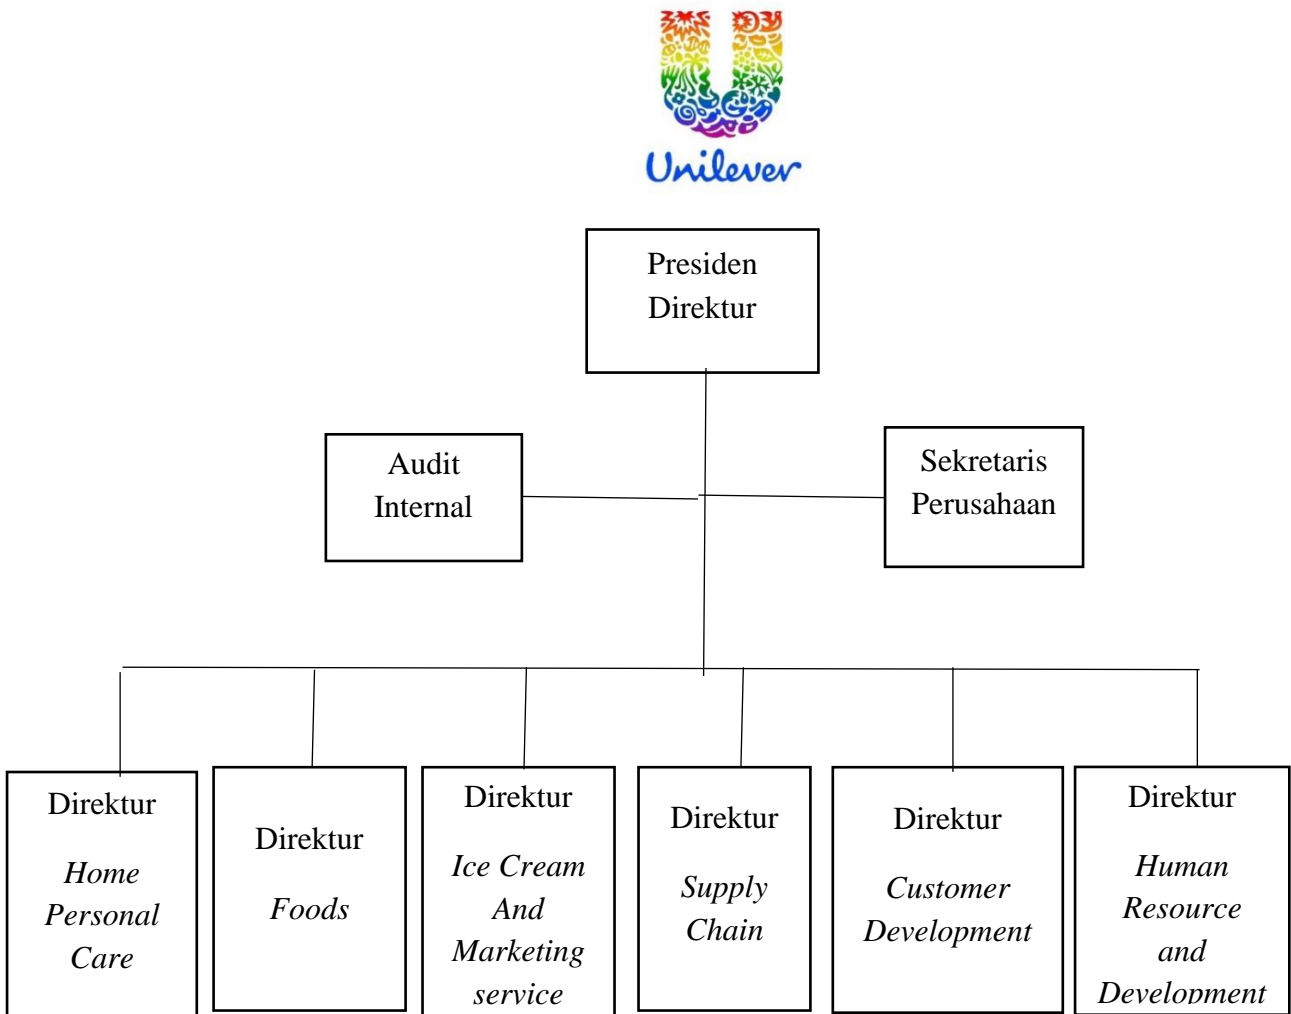 Unilever
Presiden
Direktur
Audit
Internal
Sekretaris
Perusahaan
Direktur
Home
Personal
Care
Direktur
Foods
Direktur
Ice Cream
And
Marketing
service
Direktur
Supply
Chain
Direktur
Customer
Development
Direktur
Human
Resource
and
Development